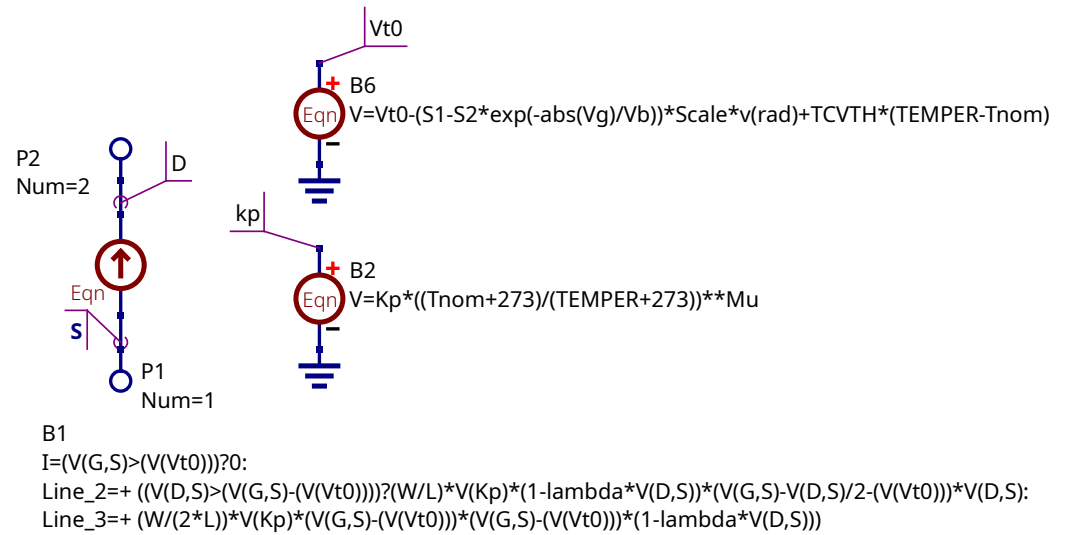 Vt0
B6
Eqn
V=Vt0-(S1-S2*exp(-abs(Vg)/Vb))*Scale*v(rad)+TCVTH*(TEMPER-Tnom)
P2
Num=2
D
kp
B2
Eqn
V=Kp*((Tnom+273)/(TEMPER+273))**Mu
Eqn
S
P1
Num=1
B1
I=(V(G,S)>(V(Vt0)))?0:
Line_2=+ ((V(D,S)>(V(G,S)-(V(Vt0))))?(W/L)*V(Kp)*(1-lambda*V(D,S))*(V(G,S)-V(D,S)/2-(V(Vt0)))*V(D,S):
Line_3=+ (W/(2*L))*V(Kp)*(V(G,S)-(V(Vt0)))*(V(G,S)-(V(Vt0)))*(1-lambda*V(D,S)))